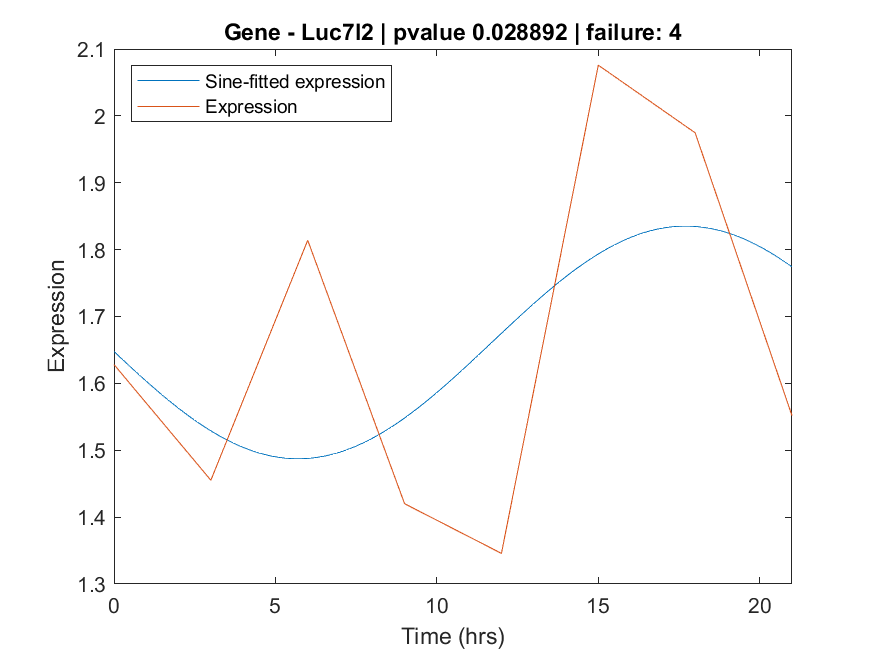 Gene - Luc7l2 | pvalue 0.028892 | failure: 4
Sine-fitted expression
Expression
2.1
2
1.9
1.8
1.7
1.6
1.5
1.4
1.3
Expression
0
5
10
15
20
Time (hrs)